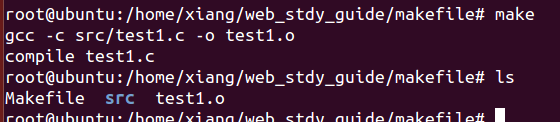 root@ubuntu:/home/xiang/web_stdy_guide/makefile# make
gcc -c src/test1.c -o test1.o
compile test1.c
root@ubuntu:/home/xiang/web_stdy_guide/makefile# ls
Makefile  src  test1.o
root@ubuntu:/home/xiang/web_stdy_guide/makefile#